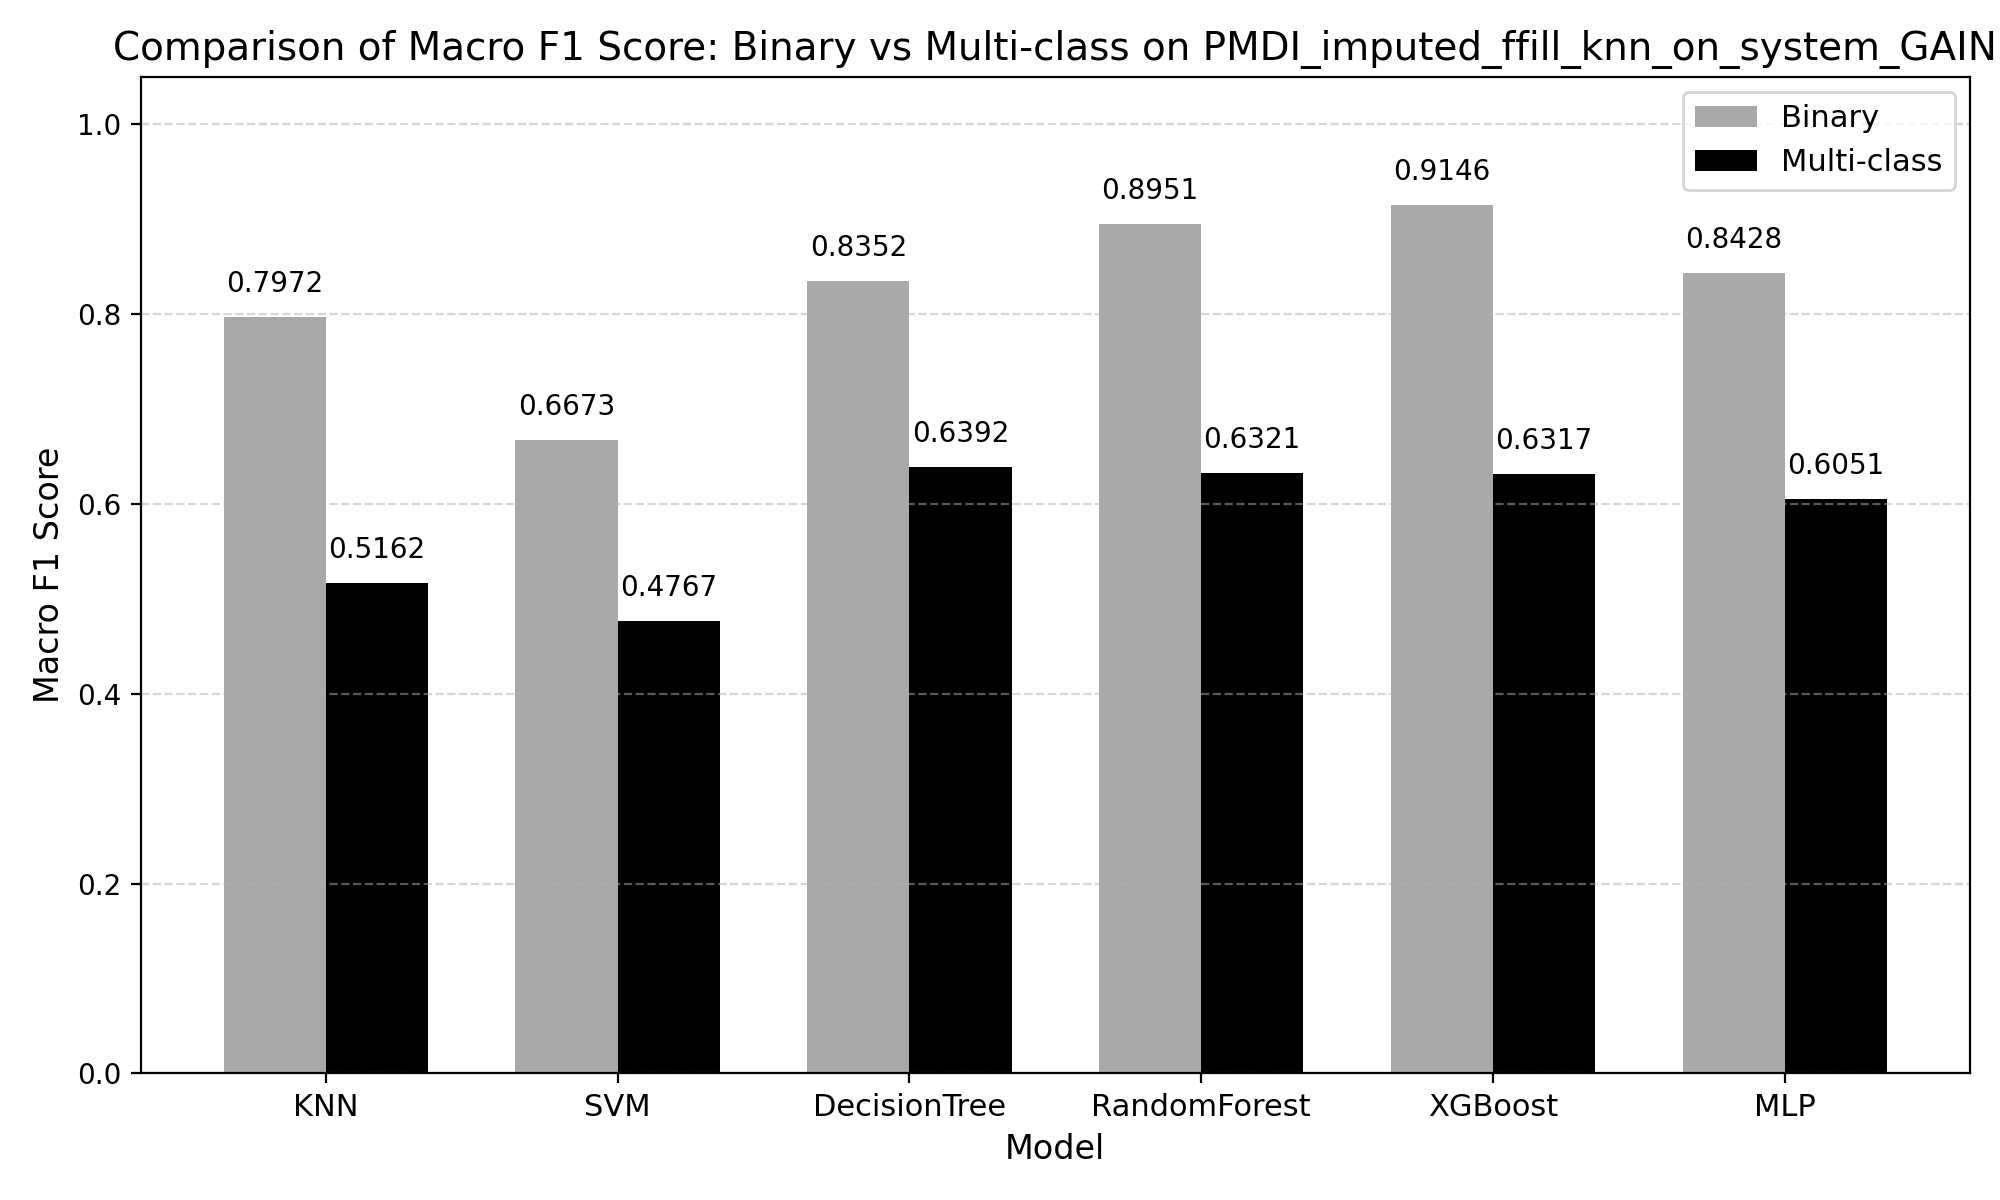 Comparison of Macro F1 Score: Binary vs Multi-class on PMDI_imputed_ffill_knn_on_system_GAIN
Binary
Multi-class
Macro F1 Score
1.0
0.8
0.6
0.4
0.2
0.0
0.7972
0.5162
0.6673
0.4767
0.8352
0.6392
0.8951
0.6321
0.9146
0.6317
0.8428
0.6051
KNN
SVM
DecisionTree
RandomForest
XGBoost
MLP
Model